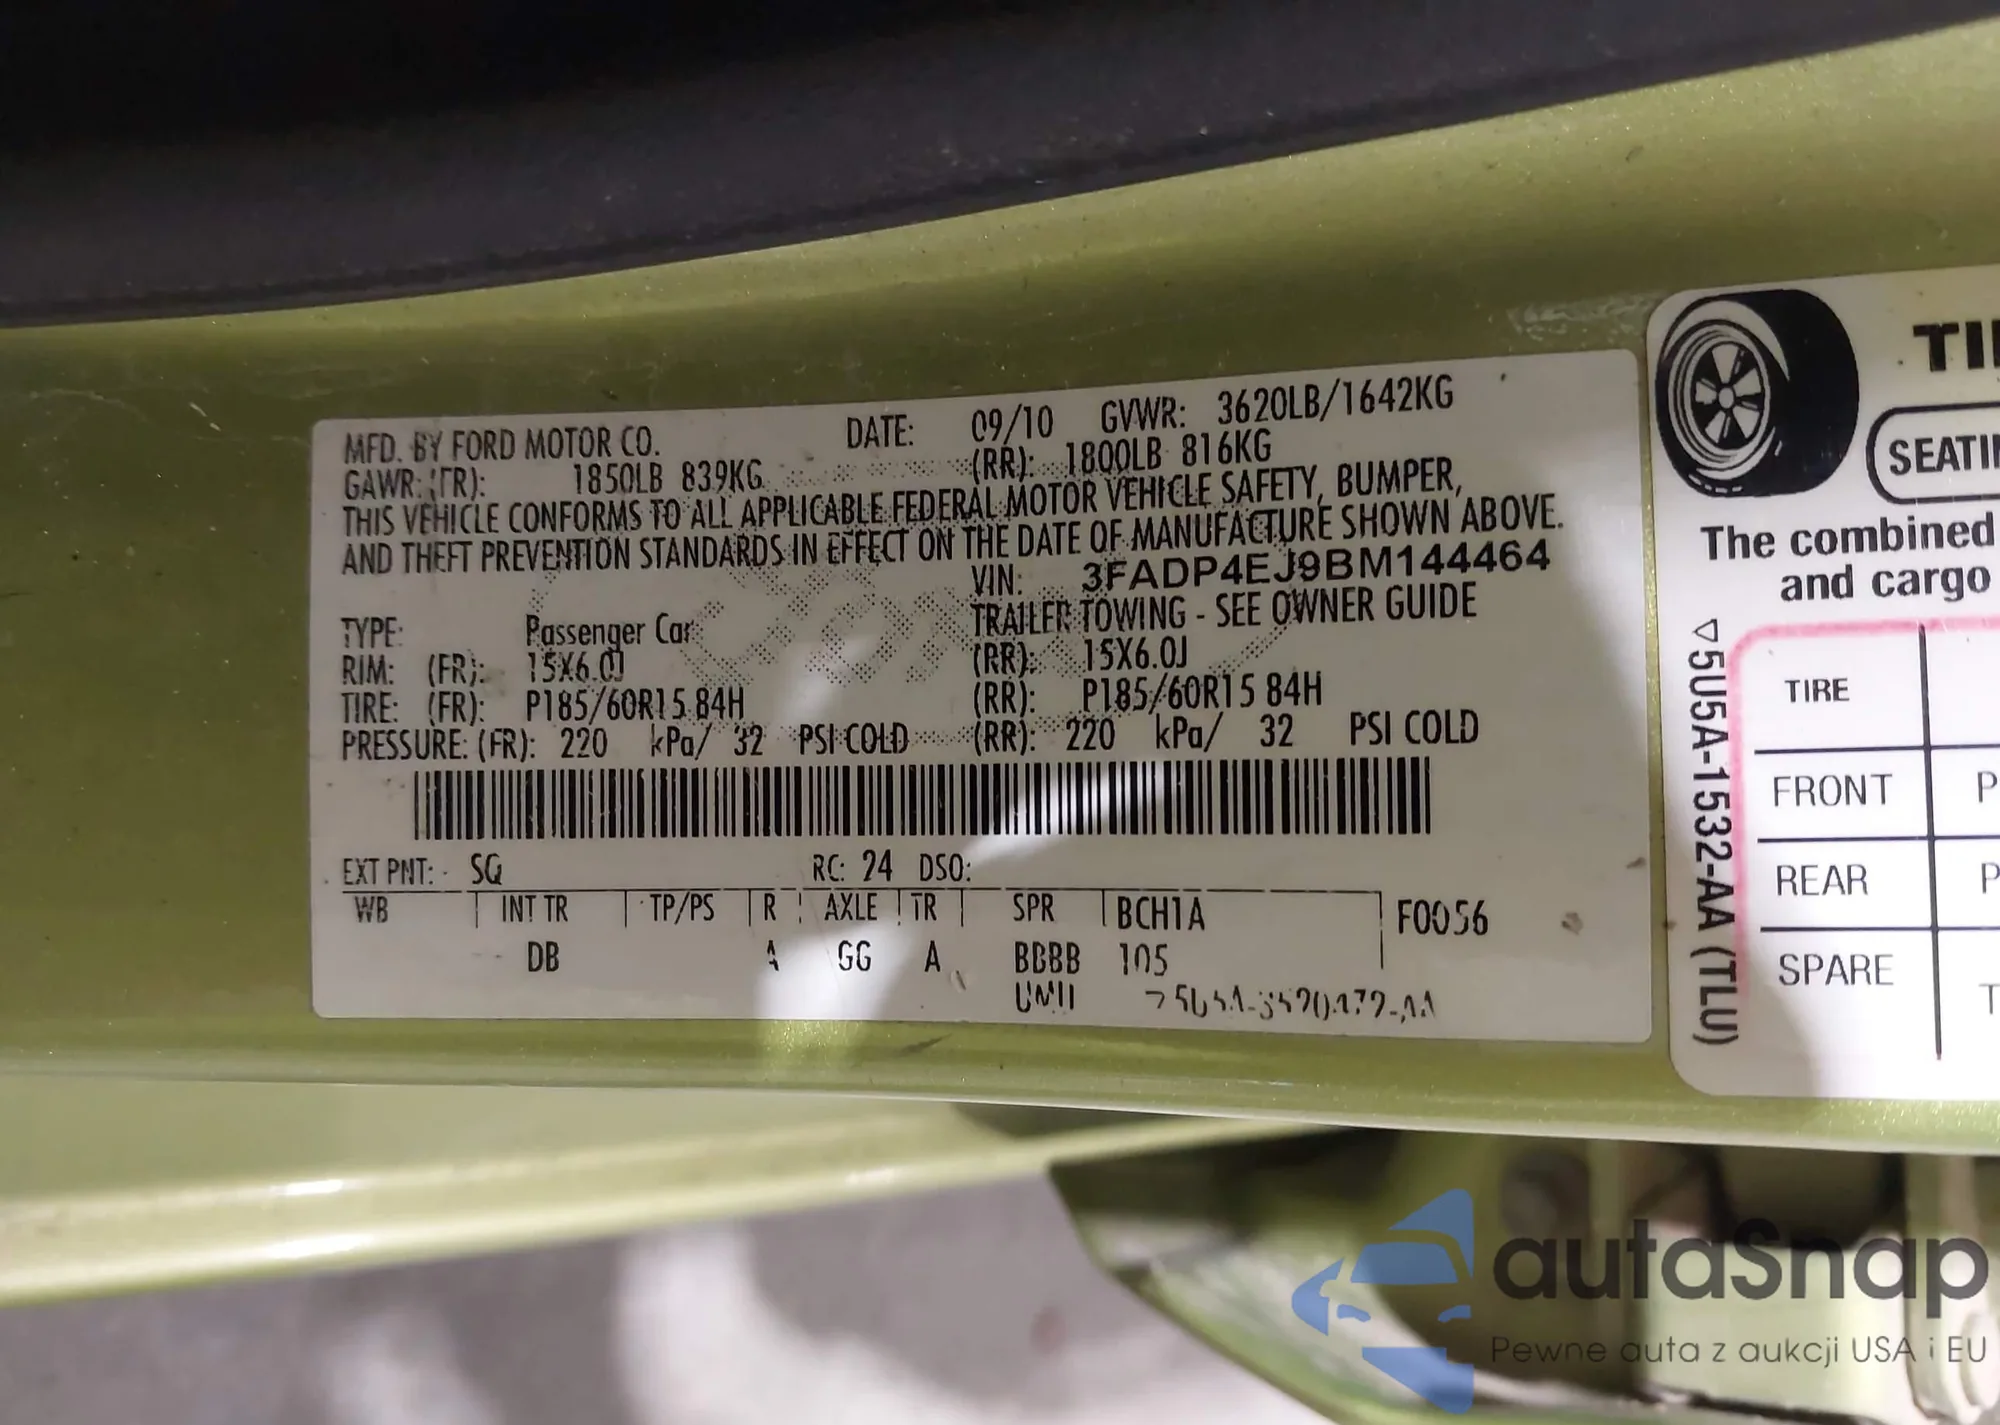 MFD. BY FORD MOTOR CO. DATE: 09/10 GVWR: 3620LB/1642KG
GAWR: (FR): 1850LB 839KG (RR): 1800LB 816KG
THIS VEHICLE CONFORMS TO ALL APPLICABLE FEDERAL MOTOR VEHICLE SAFETY, BUMPER,
AND THEFT PREVENTION STANDARDS IN EFFECT ON THE DATE OF MANUFACTURE SHOWN ABOVE.
VIN: 3FADP4EJ9BM144464
TYPE: Passenger Car TRAILER TOWING - SEE OWNER GUIDE
RIM: (FR): 15X6.0J (RR): 15X6.0J
TIRE: (FR): P185/60R15 84H (RR): P185/60R15 84H
PRESSURE: (FR): 220 kPa/ 32 PSI COLD (RR): 220 kPa/ 32 PSI COLD
EXT PNT: SQ RC: 24 DSO:
WB INT TR TP/PS R AXLE TR SPR BCH1A F0056
DB A GG A BBBB 105
The combined
and cargo
TIRE
FRONT P
REAR P
SPARE T
▽5U5A-1532-AA (TLU)
autaSnap
Pewne auta z aukcji USA i EU